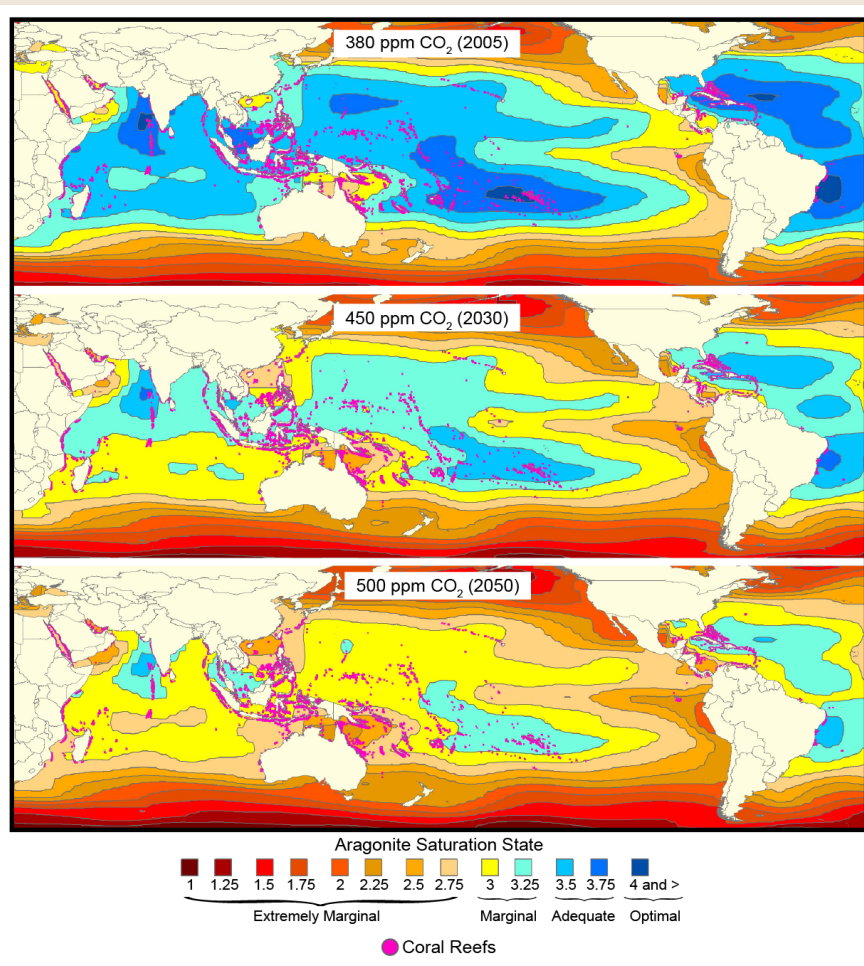 380 ppm CO₂ (2005)
450 ppm CO₂ (2030)
500 ppm CO₂ (2050)
Aragonite Saturation State
1 1.25 1.5 1.75 2 2.25 2.5 2.75 3 3.25 3.5 3.75 4 and >
Extremely Marginal Marginal Adequate Optimal
Coral Reefs